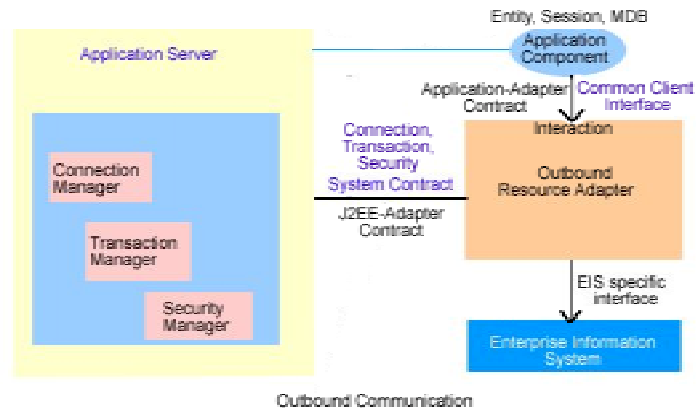 Entity, Session, MDB
Application Server
Application
Component
Application-Adapter
Contract
Common Client
Interface
Connection,
Transaction,
Security
System Contract
J2EE-Adapter
Contract
Interaction
Outbound
Resource Adapter
Connection
Manager
Transaction
Manager
Security
Manager
EIS specific
interface
Enterprise Information
System
Outbound Communication